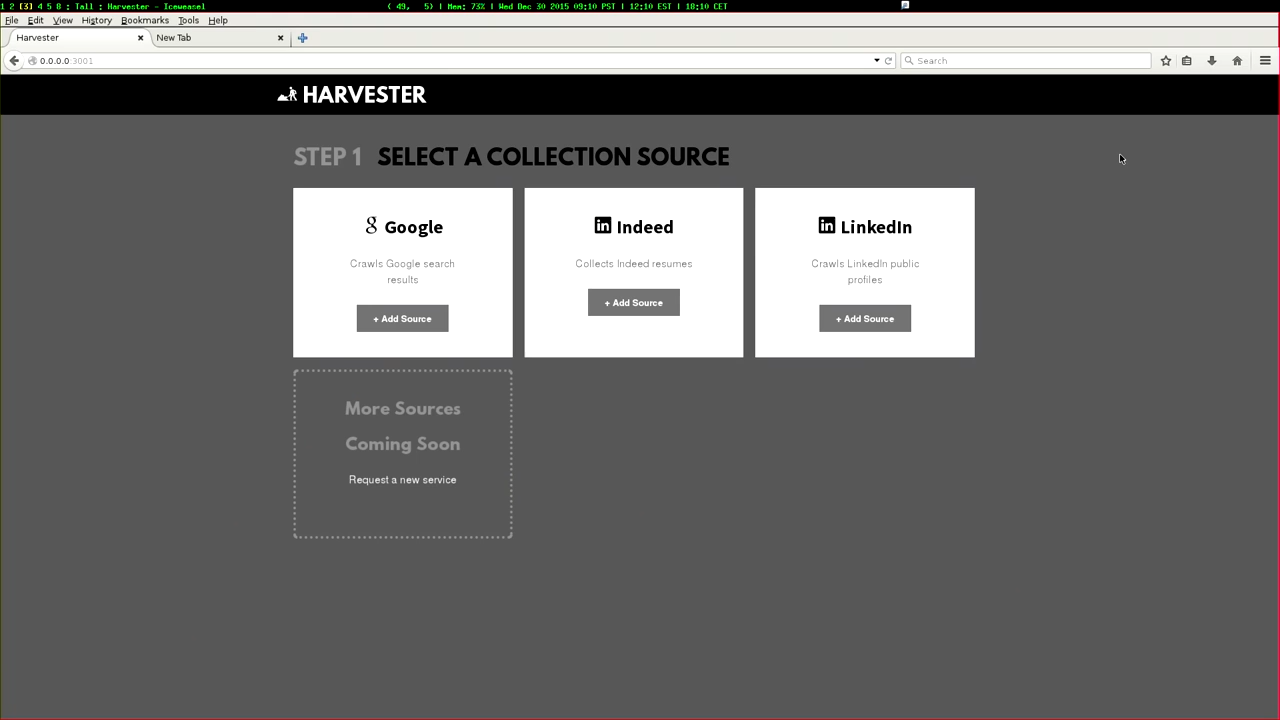 1 2 [3] 4 5 8 : Tall : Harvester - Iceweasel ( 49, 5) | Mem: 73% | Wed Dec 30 2015 09:10 PST | 12:10 EST | 18:10 CET
File Edit View History Bookmarks Tools Help
Harvester New Tab
0.0.0.0:3001 Search
HARVESTER
STEP 1 SELECT A COLLECTION SOURCE
Google
Crawls Google search
results
+ Add Source
Indeed
Collects Indeed resumes
+ Add Source
LinkedIn
Crawls LinkedIn public
profiles
+ Add Source
More Sources
Coming Soon
Request a new service